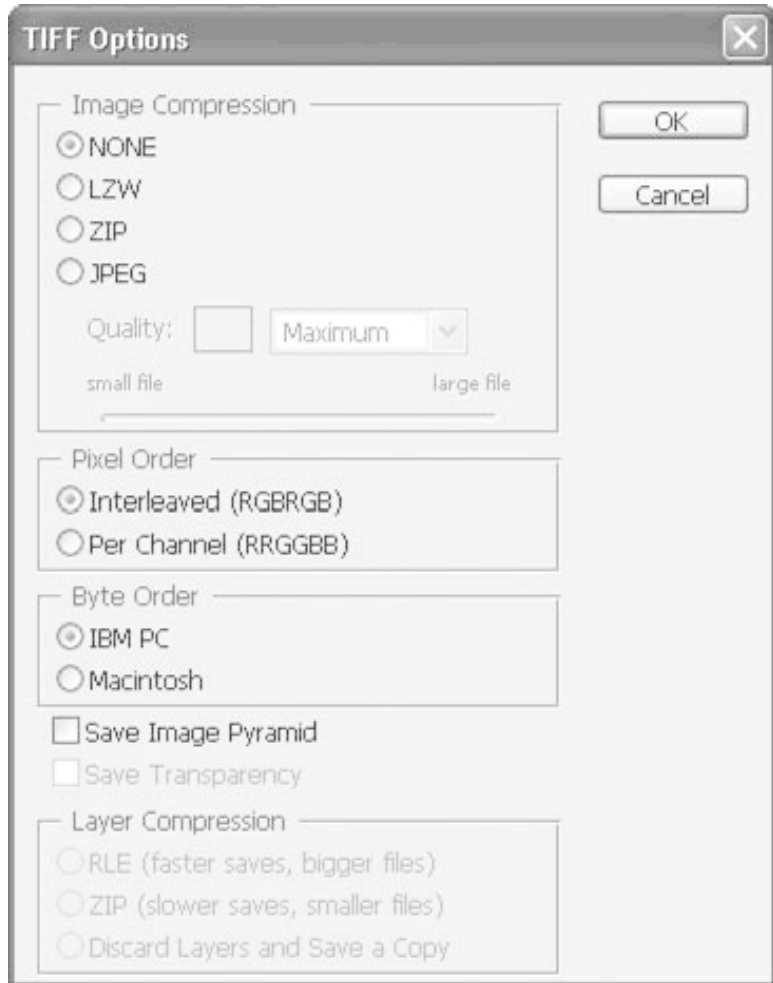 TIFF Options
Image Compression
NONE
LZW
ZIP
JPEG
Quality:
Maximum
small file
large file
Pixel Order
Interleaved (RGBRGB)
Per Channel (RRGGBB)
Byte Order
IBM PC
Macintosh
Save Image Pyramid
Save Transparency
Layer Compression
RLE (faster saves, bigger files)
ZIP (slower saves, smaller files)
Discard Layers and Save a Copy
OK
Cancel